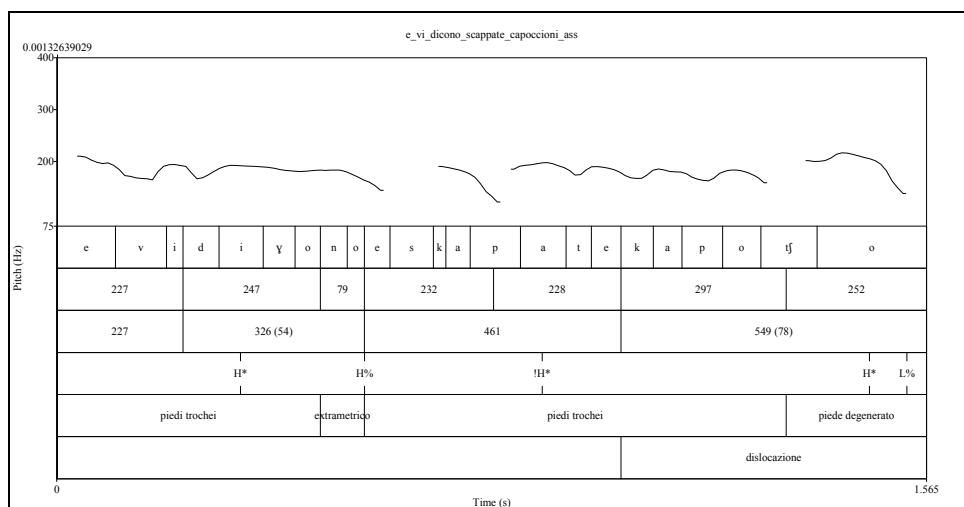 e_vi_dicono_scappate_capoccioni_ass
0.00132639029
400
300
200
75
Pitch (Hz)
e v i d i ɣ o n o e s k a p a t e k a p o tʃ o
227 247 79 232 228 297 252
227 326 (54) 461 549 (78)
H* H% !H* H* L%
piedi trochei extrametrico piedi trochei piede degenerato
dislocazione
0 1.565
Time (s)